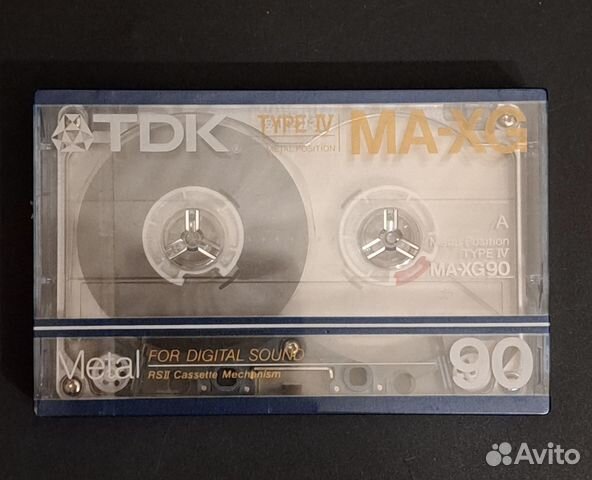 TDK TYPE IV MA-XG
METAL POSITION
A
Metal Position
TYPE IV
MA-XG90
Metal FOR DIGITAL SOUND 90
RSII Cassette Mechanism
Avito